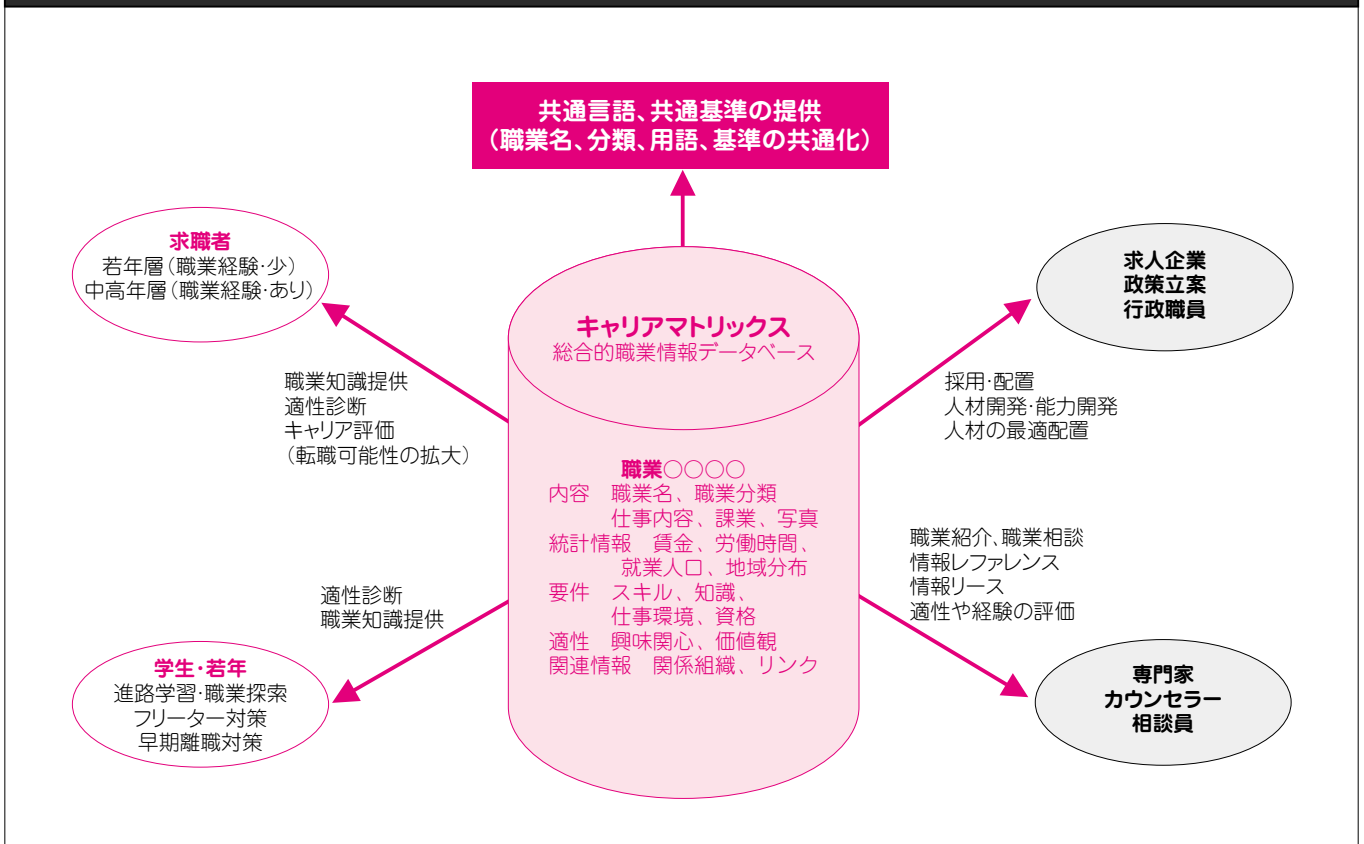 共通言語、共通基準の提供
（職業名、分類、用語、基準の共通化）
求職者
若年層（職業経験・少）
中高年層（職業経験・あり）
求人企業
政策立案
行政職員
キャリアマトリックス
総合的職業情報データベース
職業知識提供
適性診断
キャリア評価
（転職可能性の拡大）
採用・配置
人材開発・能力開発
人材の最適配置
職業○○○○
内容　職業名、職業分類
仕事内容、課業、写真
統計情報　賃金、労働時間、
就業人口、地域分布
要件　スキル、知識、
仕事環境、資格
適性　興味関心、価値観
関連情報　関係組織、リンク
職業紹介、職業相談
情報レファレンス
情報リース
適性や経験の評価
適性診断
職業知識提供
学生・若年
進路学習・職業探索
フリーター対策
早期離職対策
専門家
カウンセラー
相談員